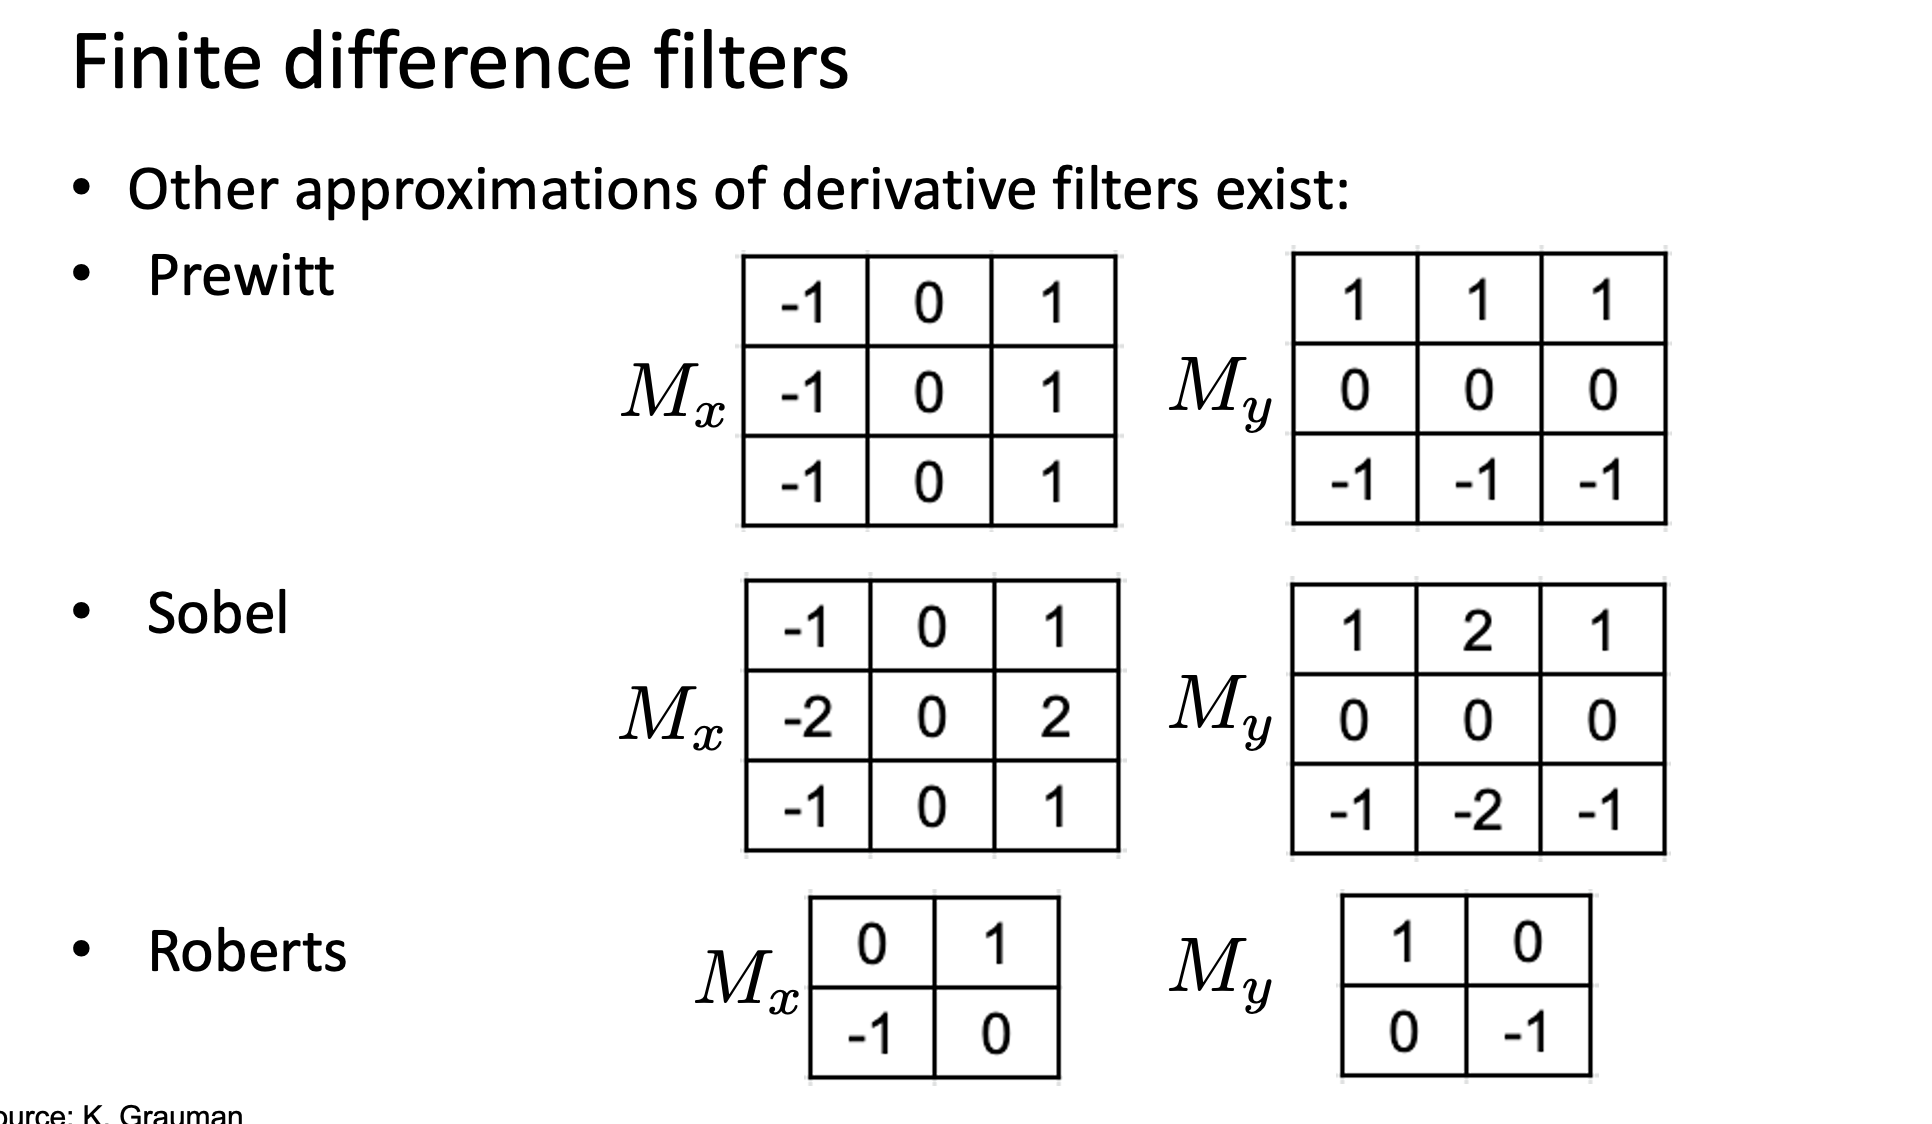 Finite difference filters
• Other approximations of derivative filters exist:
• Prewitt
M_x
-1 0 1
-1 0 1
-1 0 1
M_y
1 1 1
0 0 0
-1 -1 -1
• Sobel
M_x
-1 0 1
-2 0 2
-1 0 1
M_y
1 2 1
0 0 0
-1 -2 -1
• Roberts
M_x
0 1
-1 0
M_y
1 0
0 -1
ource: K. Grauman